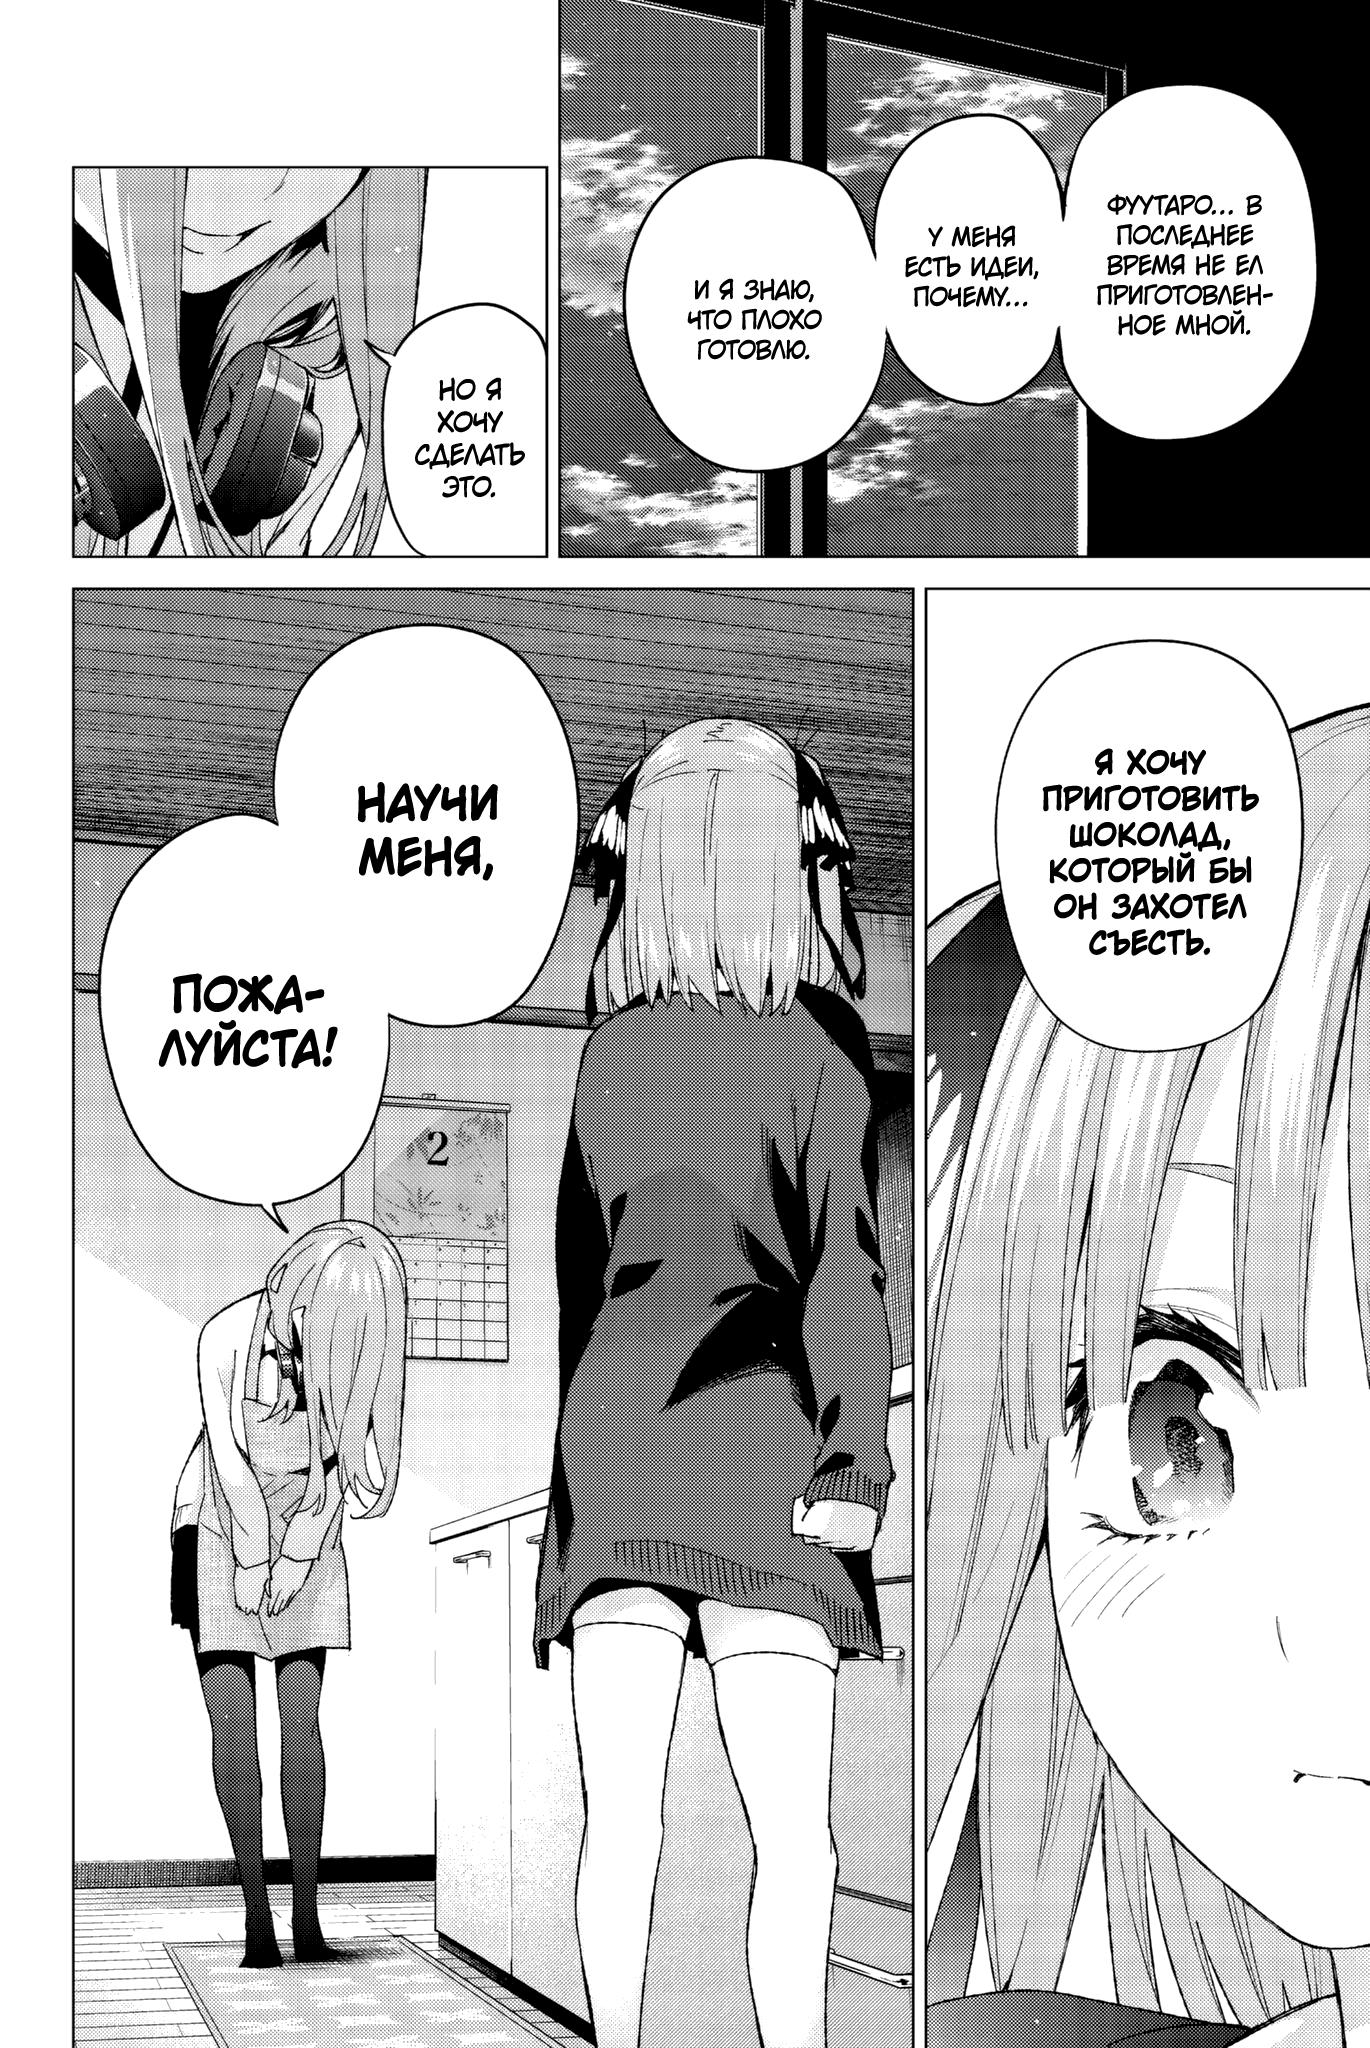 ФУУТАРО... В
ПОСЛЕДНЕЕ
ВРЕМЯ НЕ ЕЛ
ПРИГОТОВЛЕН-
НОЕ МНОЙ.
У МЕНЯ
ЕСТЬ ИДЕИ,
ПОЧЕМУ...
И Я ЗНАЮ,
ЧТО ПЛОХО
ГОТОВЛЮ.
НО Я
ХОЧУ
СДЕЛАТЬ
ЭТО.
Я ХОЧУ
ПРИГОТОВИТЬ
ШОКОЛАД,
КОТОРЫЙ БЫ
ОН ЗАХОТЕЛ
СЪЕСТЬ.
НАУЧИ
МЕНЯ,
ПОЖА-
ЛУЙСТА!
2